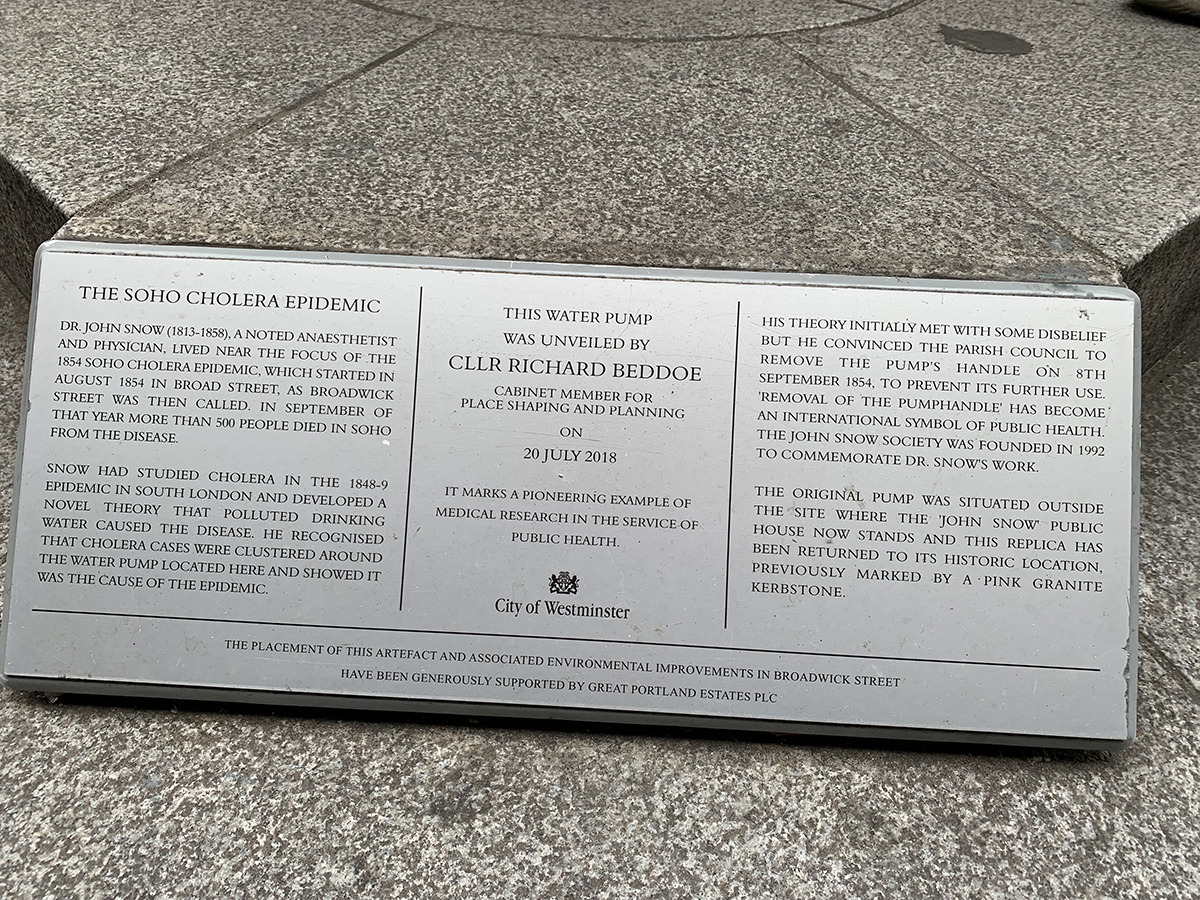 THE SOHO CHOLERA EPIDEMIC
DR. JOHN SNOW (1813-1858), A NOTED ANAESTHETIST
AND PHYSICIAN, LIVED NEAR THE FOCUS OF THE
1854 SOHO CHOLERA EPIDEMIC, WHICH STARTED IN
AUGUST 1854 IN BROAD STREET, AS BROADWICK
STREET WAS THEN CALLED. IN SEPTEMBER OF
THAT YEAR MORE THAN 500 PEOPLE DIED IN SOHO
FROM THE DISEASE.
SNOW HAD STUDIED CHOLERA IN THE 1848-9
EPIDEMIC IN SOUTH LONDON AND DEVELOPED A
NOVEL THEORY THAT POLLUTED DRINKING
WATER CAUSED THE DISEASE. HE RECOGNISED
THAT CHOLERA CASES WERE CLUSTERED AROUND
THE WATER PUMP LOCATED HERE AND SHOWED IT
WAS THE CAUSE OF THE EPIDEMIC.
THIS WATER PUMP
WAS UNVEILED BY
CLLR RICHARD BEDDOE
CABINET MEMBER FOR
PLACE SHAPING AND PLANNING
ON
20 JULY 2018
IT MARKS A PIONEERING EXAMPLE OF
MEDICAL RESEARCH IN THE SERVICE OF
PUBLIC HEALTH.
City of Westminster
HIS THEORY INITIALLY MET WITH SOME DISBELIEF
BUT HE CONVINCED THE PARISH COUNCIL TO
REMOVE THE PUMP'S HANDLE ON 8TH
SEPTEMBER 1854, TO PREVENT ITS FURTHER USE.
'REMOVAL OF THE PUMPHANDLE' HAS BECOME
AN INTERNATIONAL SYMBOL OF PUBLIC HEALTH.
THE JOHN SNOW SOCIETY WAS FOUNDED IN 1992
TO COMMEMORATE DR. SNOW'S WORK.
THE ORIGINAL PUMP WAS SITUATED OUTSIDE
THE SITE WHERE THE 'JOHN SNOW' PUBLIC
HOUSE NOW STANDS AND THIS REPLICA HAS
BEEN RETURNED TO ITS HISTORIC LOCATION,
PREVIOUSLY MARKED BY A PINK GRANITE
KERBSTONE.
THE PLACEMENT OF THIS ARTEFACT AND ASSOCIATED ENVIRONMENTAL IMPROVEMENTS IN BROADWICK STREET
HAVE BEEN GENEROUSLY SUPPORTED BY GREAT PORTLAND ESTATES PLC